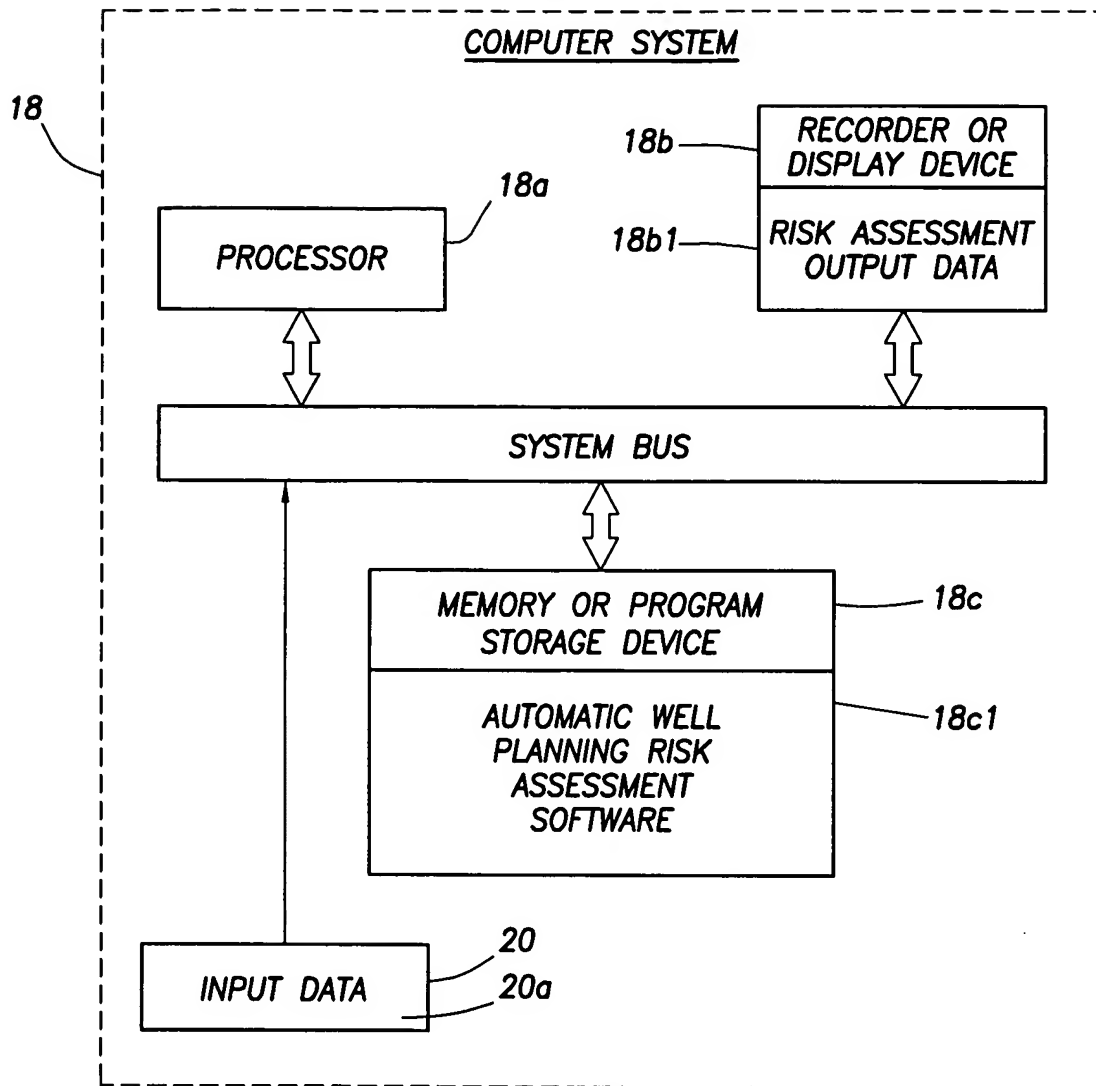 COMPUTER SYSTEM
18
18b
RECORDER OR
DISPLAY DEVICE
18a
PROCESSOR
18b1
RISK ASSESSMENT
OUTPUT DATA
SYSTEM BUS
MEMORY OR PROGRAM
STORAGE DEVICE
18c
AUTOMATIC WELL
PLANNING RISK
ASSESSMENT
SOFTWARE
18c1
INPUT DATA
20
20a